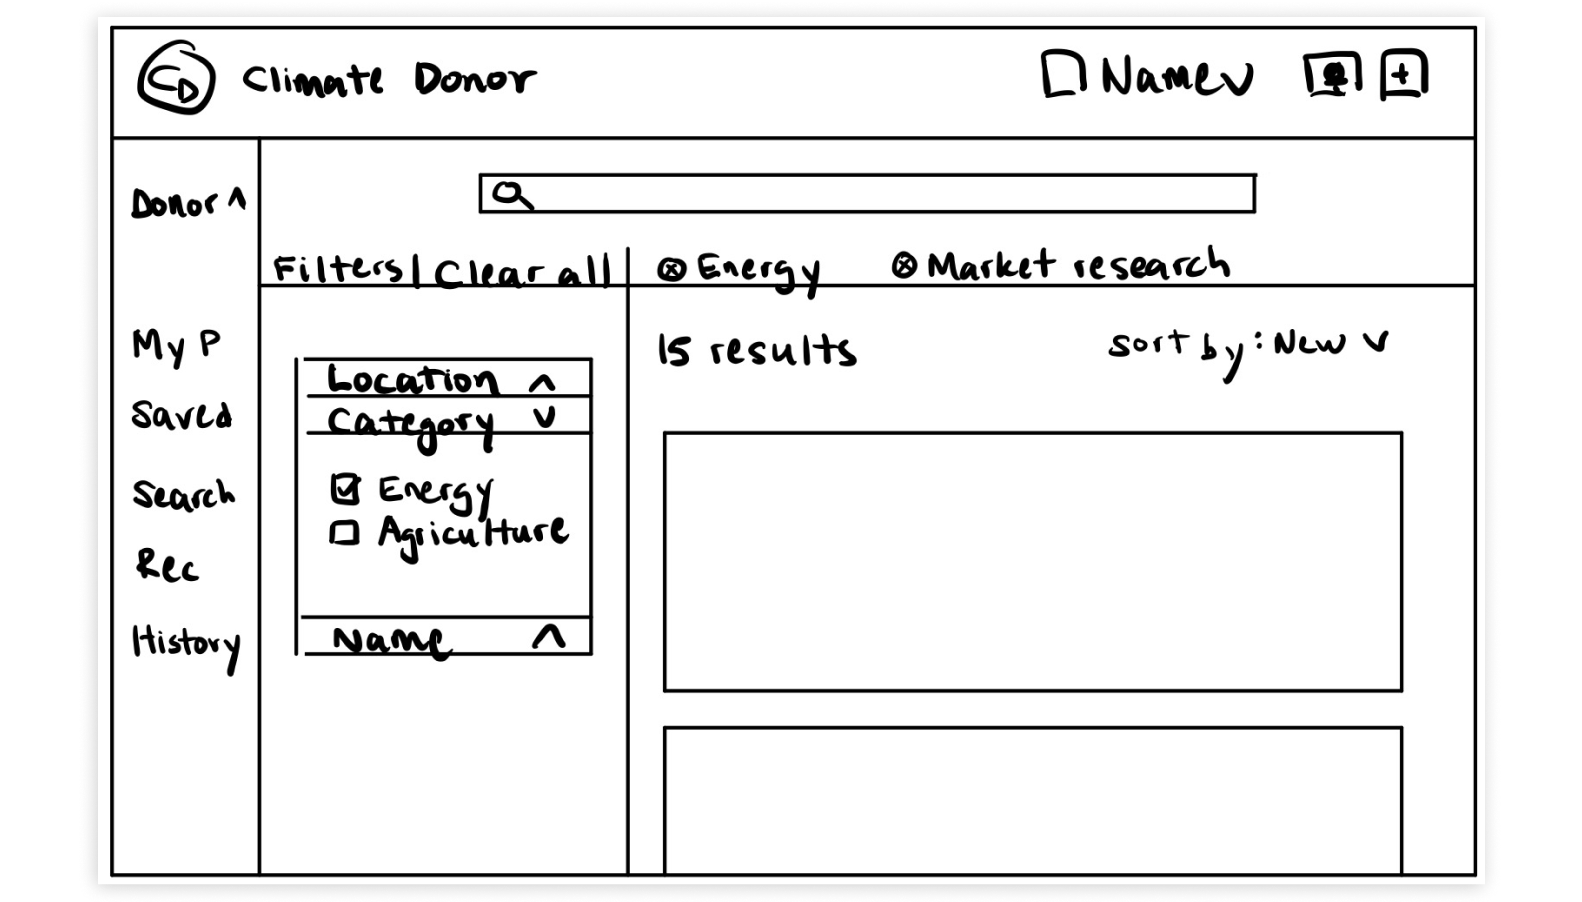 CD Climate Donor Name
Donor
Filters | Clear all
Energy Market research
My P
Saved
Search
Rec
History
Location
Category
Energy
Agriculture
Name
15 results sort by: New